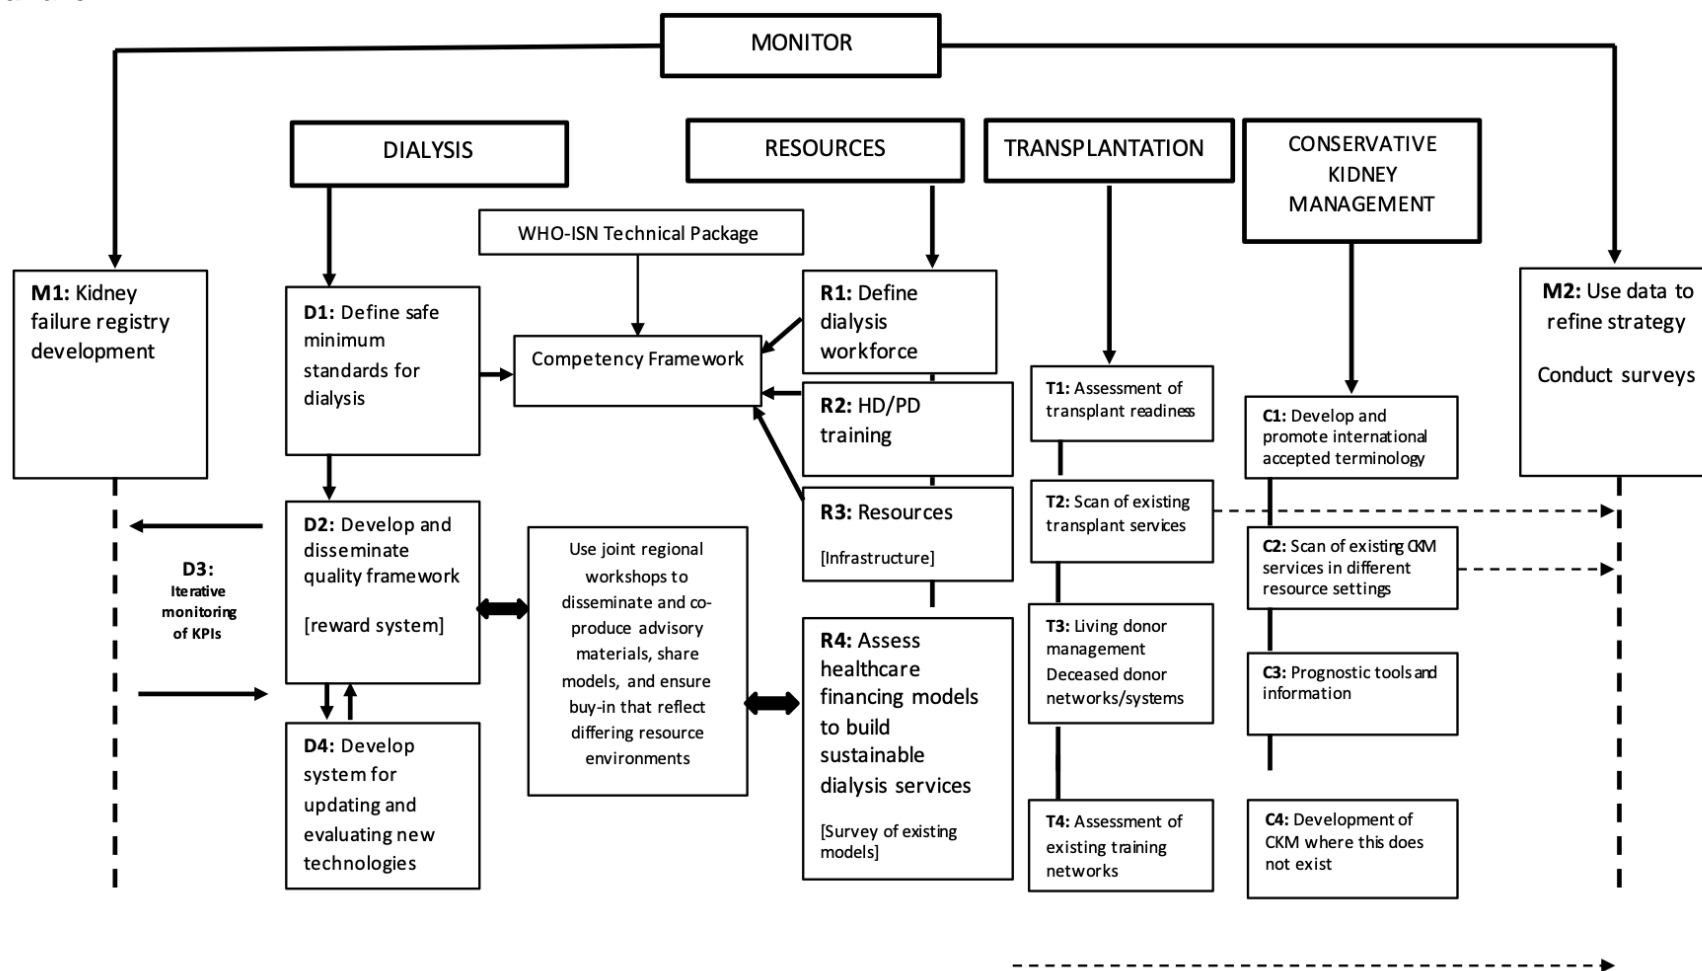 MONITOR
DIALYSIS
RESOURCES
TRANSPLANTATION
CONSERVATIVE
KIDNEY
MANAGEMENT
WHO-ISN Technical Package
M1: Kidney
failure registry
development
D1: Define safe
minimum
standards for
dialysis
Competency Framework
R1: Define
dialysis
workforce
R2: HD/PD
training
R3: Resources
[Infrastructure]
T1: Assessment of
transplant readiness
C1: Develop and
promote international
accepted terminology
M2: Use data to
refine strategy
Conduct surveys
D2: Develop and
disseminate
quality framework
[reward system]
D3:
Iterative
monitoring
of KPIs
Use joint regional
workshops to
disseminate and co-
produce advisory
materials, share
models, and ensure
buy-in that reflect
differing resource
environments
T2: Scan of existing
transplant services
C2: Scan of existing CKM
services in different
resource settings
R4: Assess
healthcare
financing models
to build
sustainable
dialysis services
[Survey of existing
models]
T3: Living donor
management
Deceased donor
networks/systems
C3: Prognostic tools and
information
D4: Develop
system for
updating and
evaluating new
technologies
T4: Assessment of
existing training
networks
C4: Development of
CKM where this does
not exist